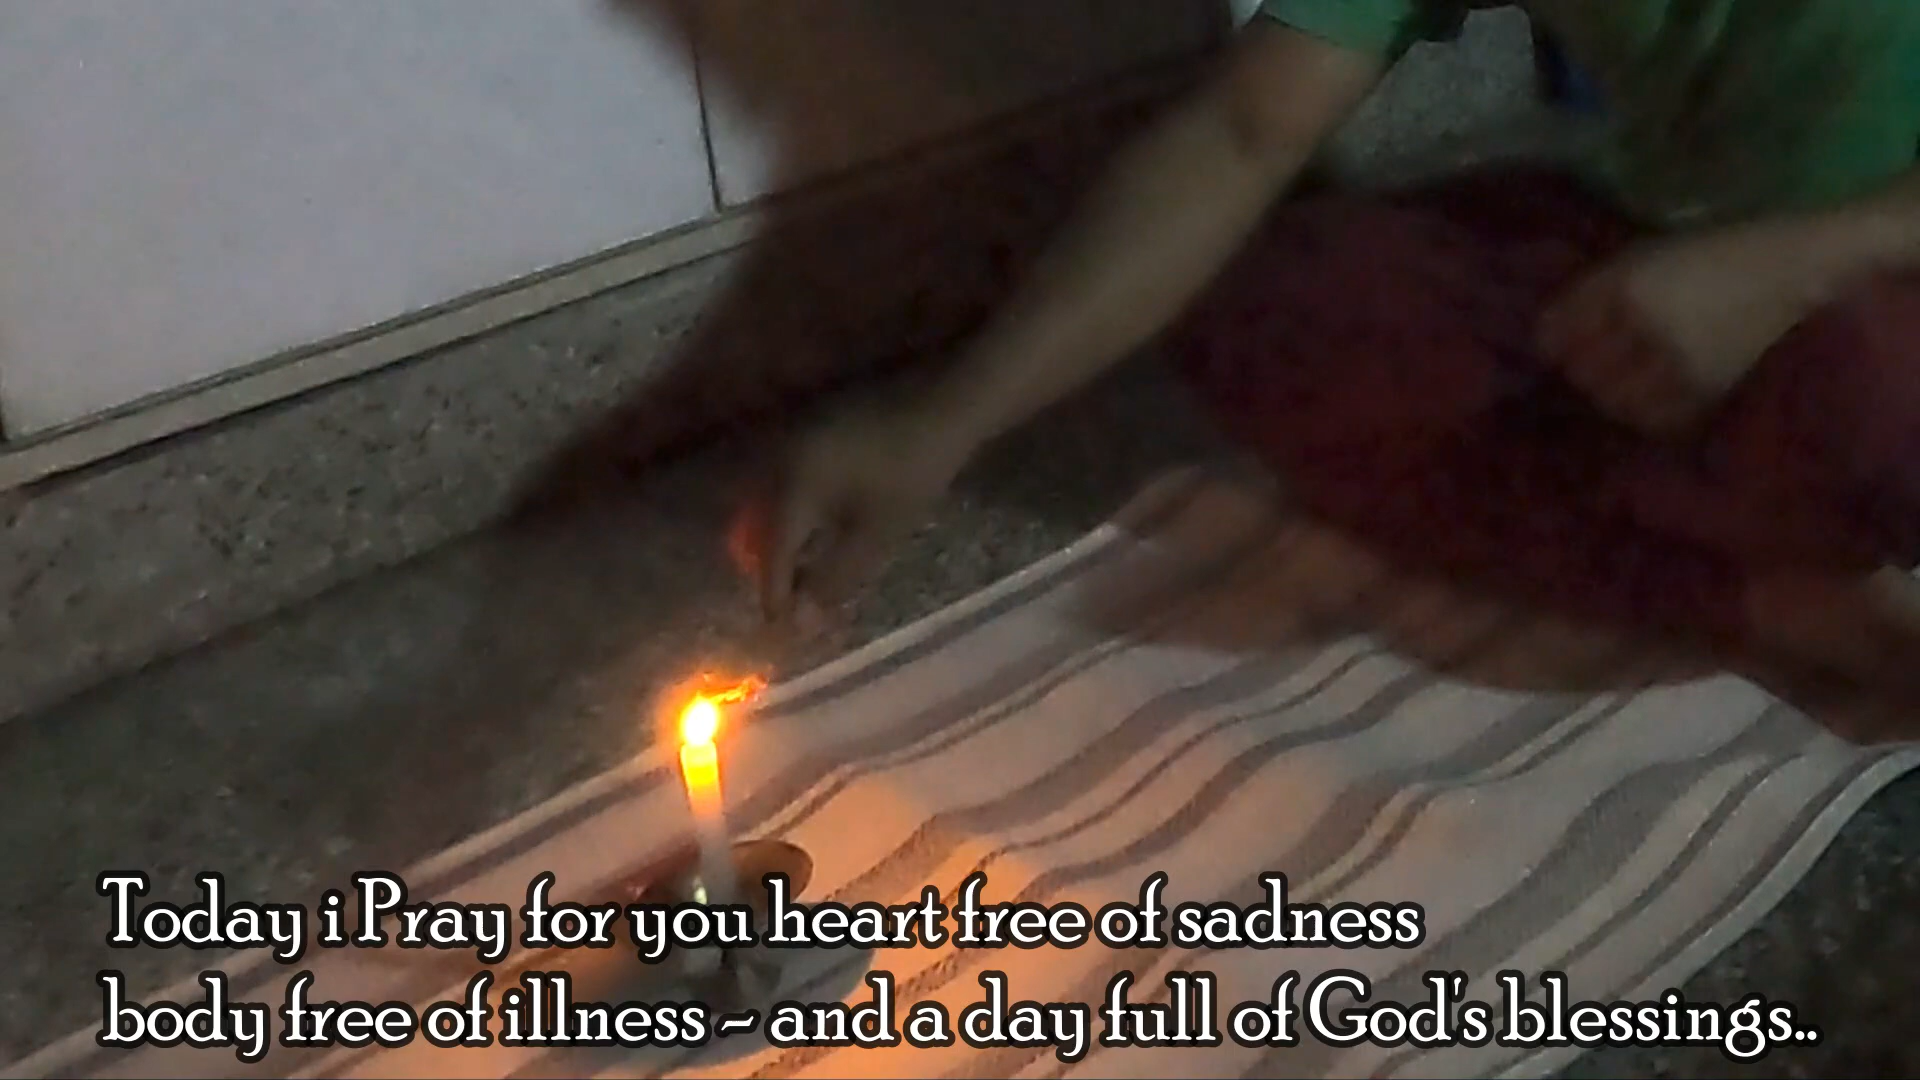 Today i Pray for you heart free of sadness
body free of illness - and a day full of God's blessings..